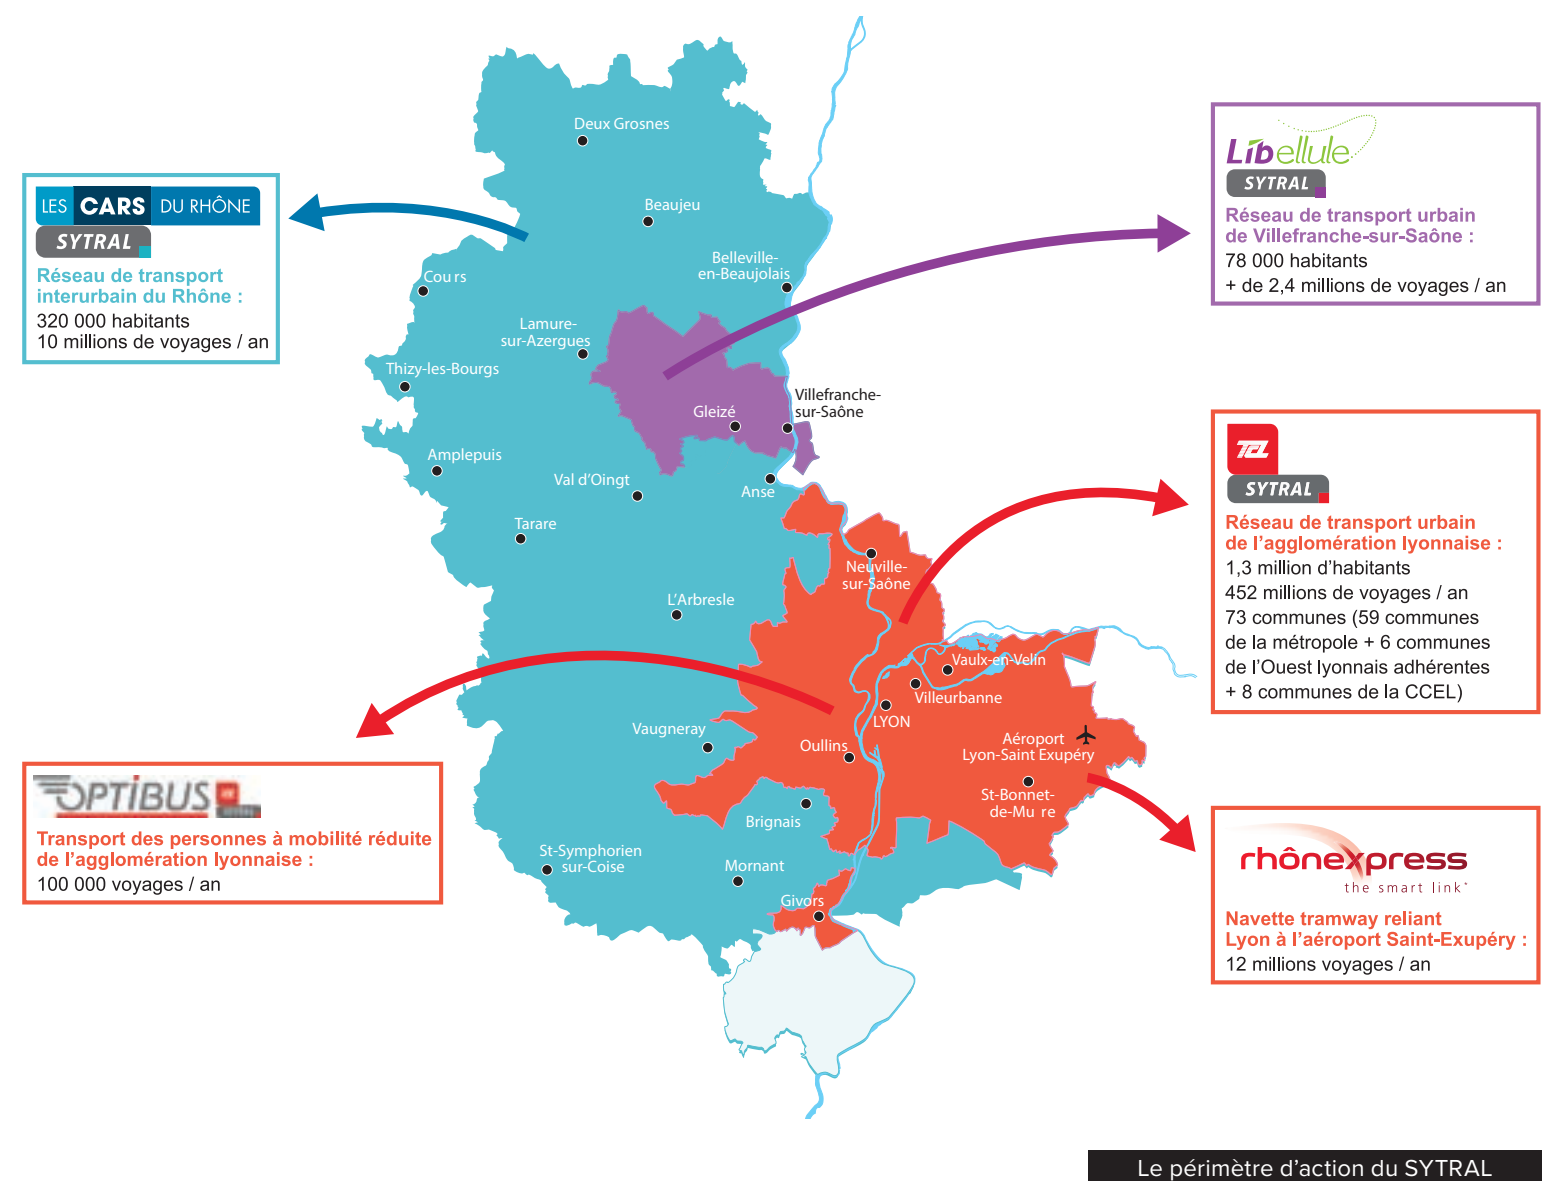 LES CARS DU RHÔNE
SYTRAL
Réseau de transport
interurbain du Rhône :
320 000 habitants
10 millions de voyages / an
Libellule
SYTRAL
Réseau de transport urbain
de Villefranche-sur-Saône :
78 000 habitants
+ de 2,4 millions de voyages / an
TCL
SYTRAL
Réseau de transport urbain
de l’agglomération lyonnaise :
1,3 million d’habitants
452 millions de voyages / an
73 communes (59 communes
de la métropole + 6 communes
de l’Ouest lyonnais adhérentes
+ 8 communes de la CCEL)
OPTIBUS
Transport des personnes à mobilité réduite
de l’agglomération lyonnaise :
100 000 voyages / an
rhônexpress
the smart link
Navette tramway reliant
Lyon à l’aéroport Saint-Exupéry :
12 millions voyages / an
Deux Grosnes
Beaujeu
Belleville-
en-Beaujolais
Cou rs
Lamure-
sur-Azergues
Thizy-les-Bourgs
Villefranche-
sur-Saône
Gleizé
Amplepuis
Val d’Oingt
Anse
Tarare
Neuville-
sur-Saône
L’Arbresle
Vaulx-en-Velin
Villeurbanne
LYON
Vaugneray
Oullins
Aéroport
Lyon-Saint Exupéry
St-Bonnet-
de-Mu re
Brignais
St-Symphorien
sur-Coise
Mornant
Givors
Le périmètre d’action du SYTRAL